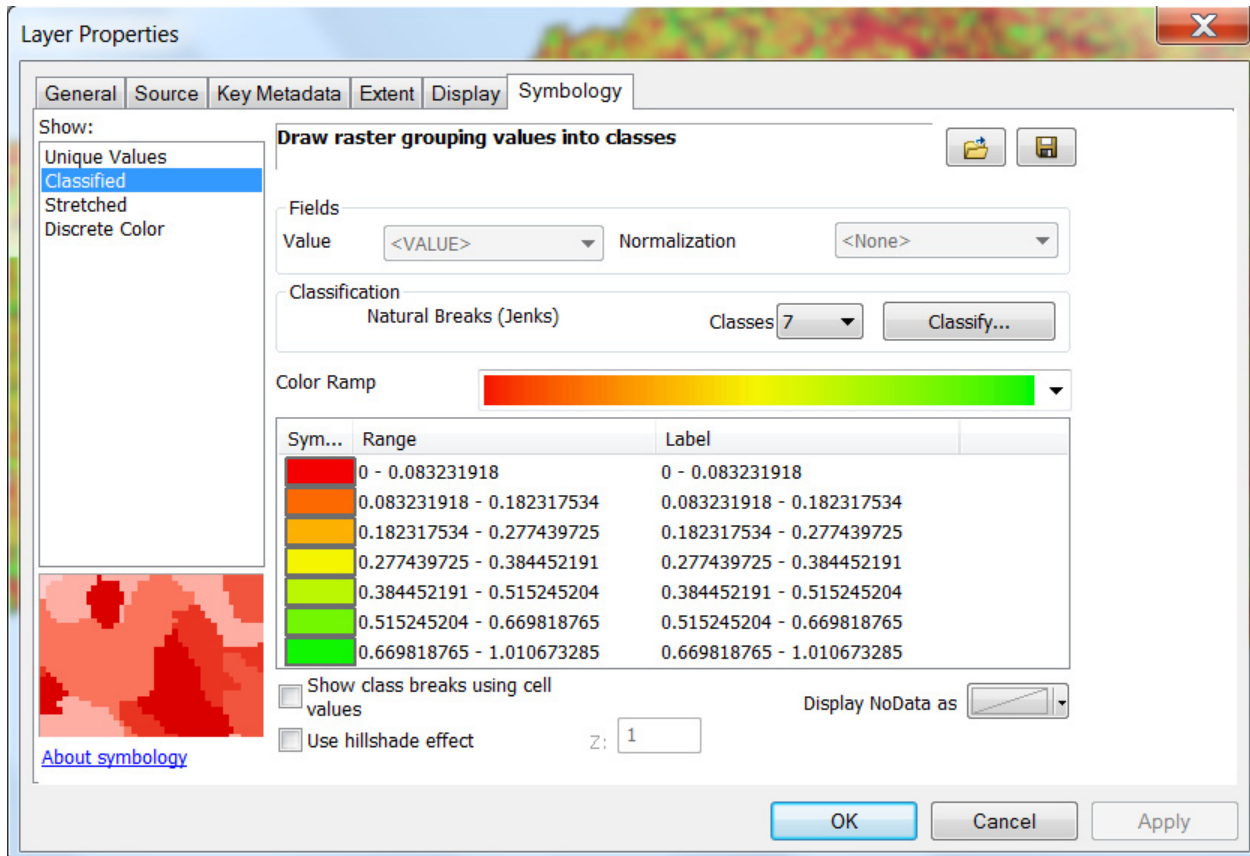 Layer Properties
General Source Key Metadata Extent Display Symbology
Show:
Unique Values
Classified
Stretched
Discrete Color
About symbology
Draw raster grouping values into classes
Fields
Value <VALUE> Normalization <None>
Classification
Natural Breaks (Jenks) Classes 7 Classify...
Color Ramp
Sym... Range Label
0 - 0.083231918 0 - 0.083231918
0.083231918 - 0.182317534 0.083231918 - 0.182317534
0.182317534 - 0.277439725 0.182317534 - 0.277439725
0.277439725 - 0.384452191 0.277439725 - 0.384452191
0.384452191 - 0.515245204 0.384452191 - 0.515245204
0.515245204 - 0.669818765 0.515245204 - 0.669818765
0.669818765 - 1.010673285 0.669818765 - 1.010673285
Show class breaks using cell
values
Display NoData as
Use hillshade effect Z: 1
OK Cancel Apply